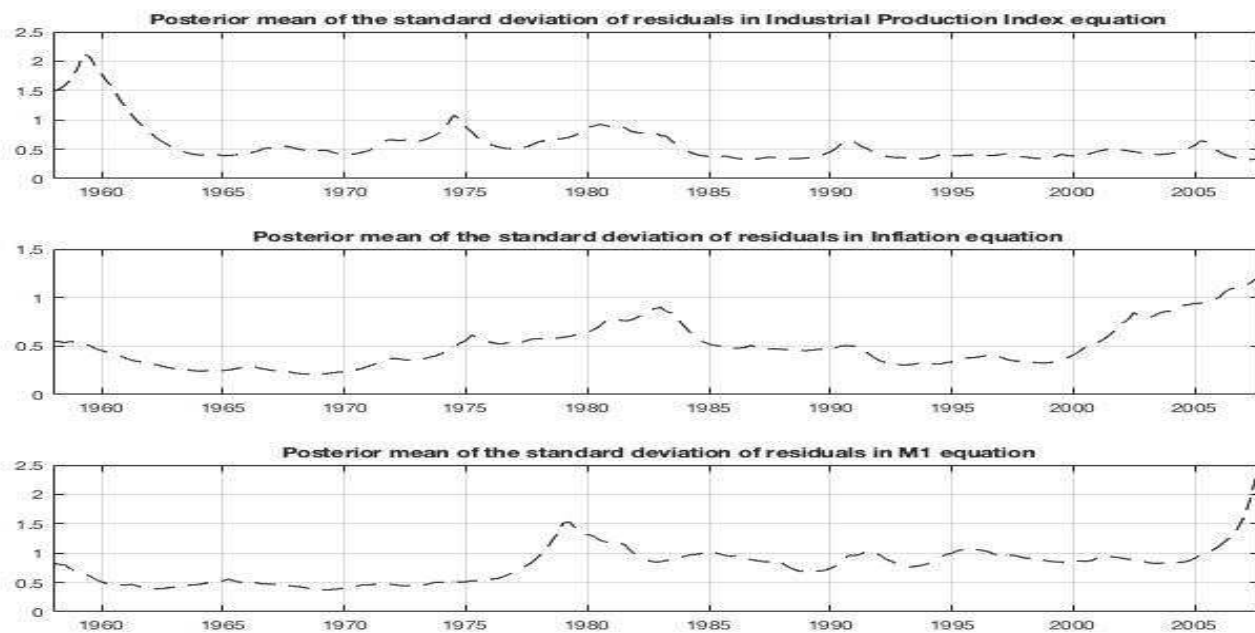 Posterior mean of the standard deviation of residuals in Industrial Production Index equation
2.5
2
1.5
1
0.5
0
1960 1965 1970 1975 1980 1985 1990 1995 2000 2005
Posterior mean of the standard deviation of residuals in Inflation equation
1.5
1
0.5
0
1960 1965 1970 1975 1980 1985 1990 1995 2000 2005
Posterior mean of the standard deviation of residuals in M1 equation
2.5
2
1.5
1
0.5
0
1960 1965 1970 1975 1980 1985 1990 1995 2000 2005